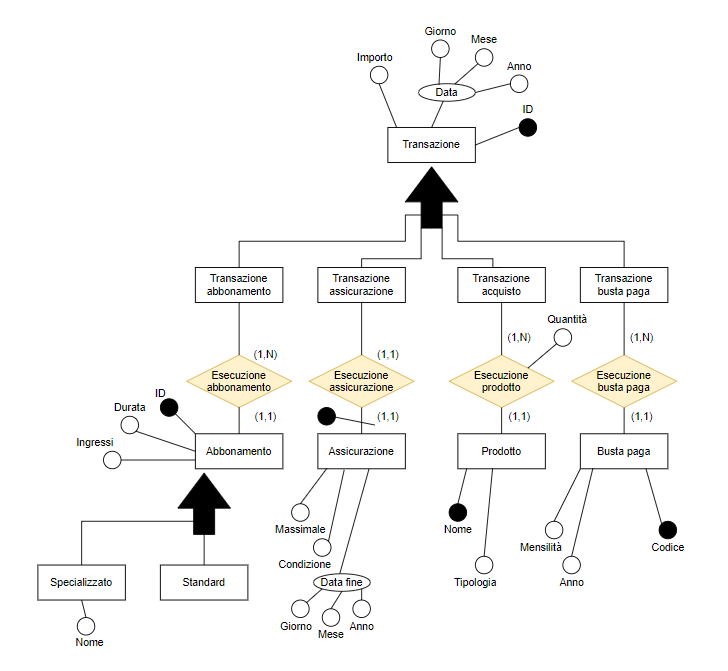 Giorno
Mese
Importo
Anno
Data
ID
Transazione
Transazione
abbonamento
Transazione
assicurazione
Transazione
acquisto
Transazione
busta paga
Quantità
(1,N)
(1,1)
(1,N)
(1,N)
Esecuzione
abbonamento
Esecuzione
assicurazione
Esecuzione
prodotto
Esecuzione
busta paga
ID
Durata
(1,1)
(1,1)
(1,1)
(1,1)
Ingressi
Abbonamento
Assicurazione
Prodotto
Busta paga
Massimale
Nome
Mensilità
Codice
Condizione
Specializzato
Standard
Data fine
Tipologia
Anno
Giorno
Mese
Anno
Nome